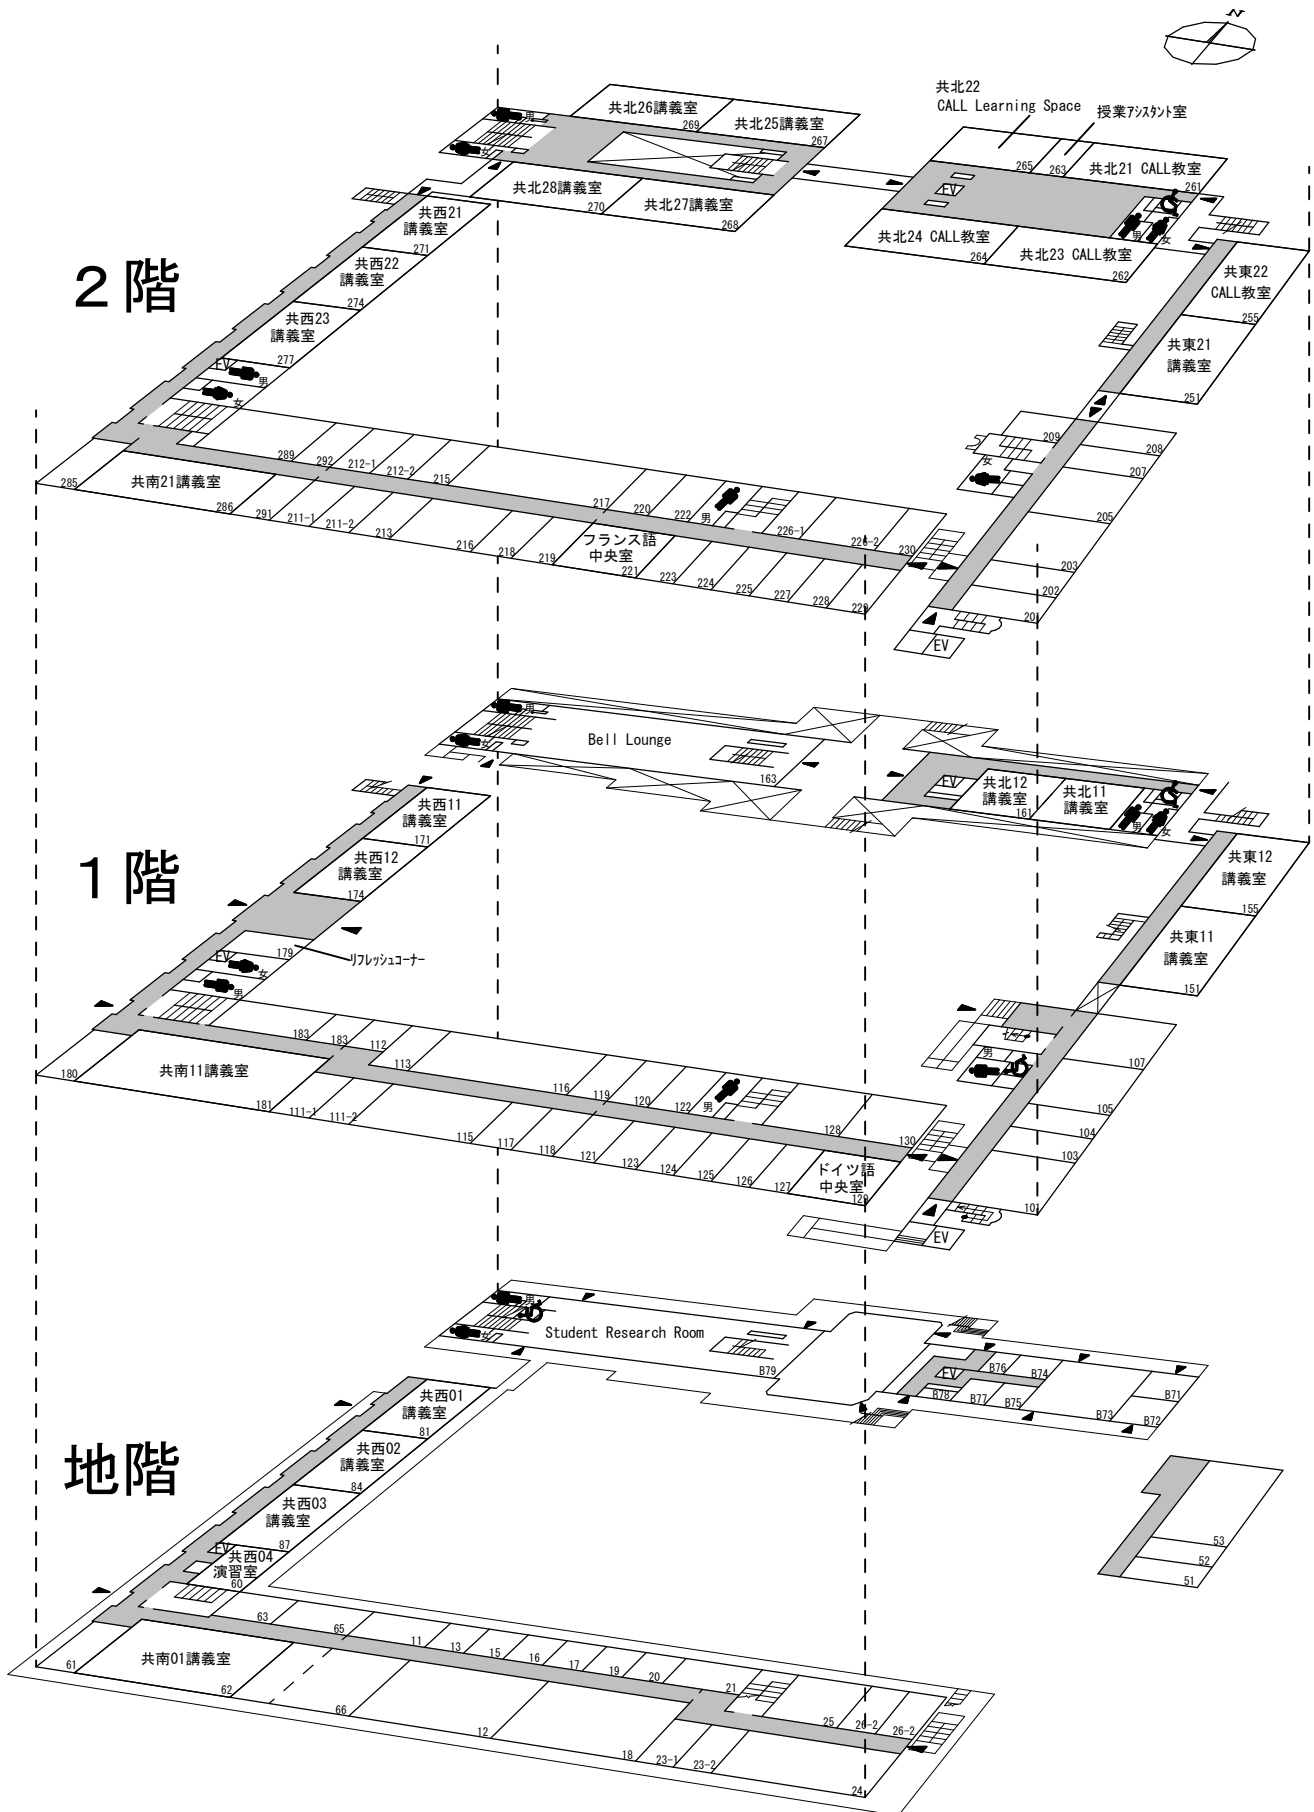 N
共北22
CALL Learning Space
授業アシスタント室
共北26講義室
269
共北25講義室
267
男
女
265
263
共北21 CALL教室
261
EV
共北28講義室
270
共北27講義室
268
共北24 CALL教室
264
共北23 CALL教室
262
男
女
2階
共西21
講義室
271
共西22
講義室
274
共西23
講義室
277
EV
男
女
共東22
CALL教室
255
共東21
講義室
251
209
208
207
女
205
203
202
201
EV
285
共南21講義室
286
289
292
212-1
212-2
215
291
211-1
211-2
213
216
218
219
217
220
222
男
フランス語
中央室
221
223
224
225
226-1
227
228
226-2
229
230
男
女
Bell Lounge
163
EV
共北12
講義室
161
共北11
講義室
男
女
1階
共西11
講義室
171
共西12
講義室
174
179
リフレッシュコーナー
EV
女
男
共東12
講義室
155
共東11
講義室
151
男
107
105
104
103
101
EV
180
共南11講義室
181
183
183
112
113
111-1
111-2
115
117
118
116
119
120
122
男
121
123
124
125
126
127
128
130
ドイツ語
中央室
129
男
女
Student Research Room
B79
EV
B76
B74
B78
B77
B75
B73
B71
B72
地階
共西01
講義室
81
共西02
講義室
84
共西03
講義室
87
EV
共西04
演習室
60
53
52
51
61
共南01講義室
62
63
65
66
11
13
15
16
17
19
20
21
12
18
23-1
23-2
24
25
26-2
26-2